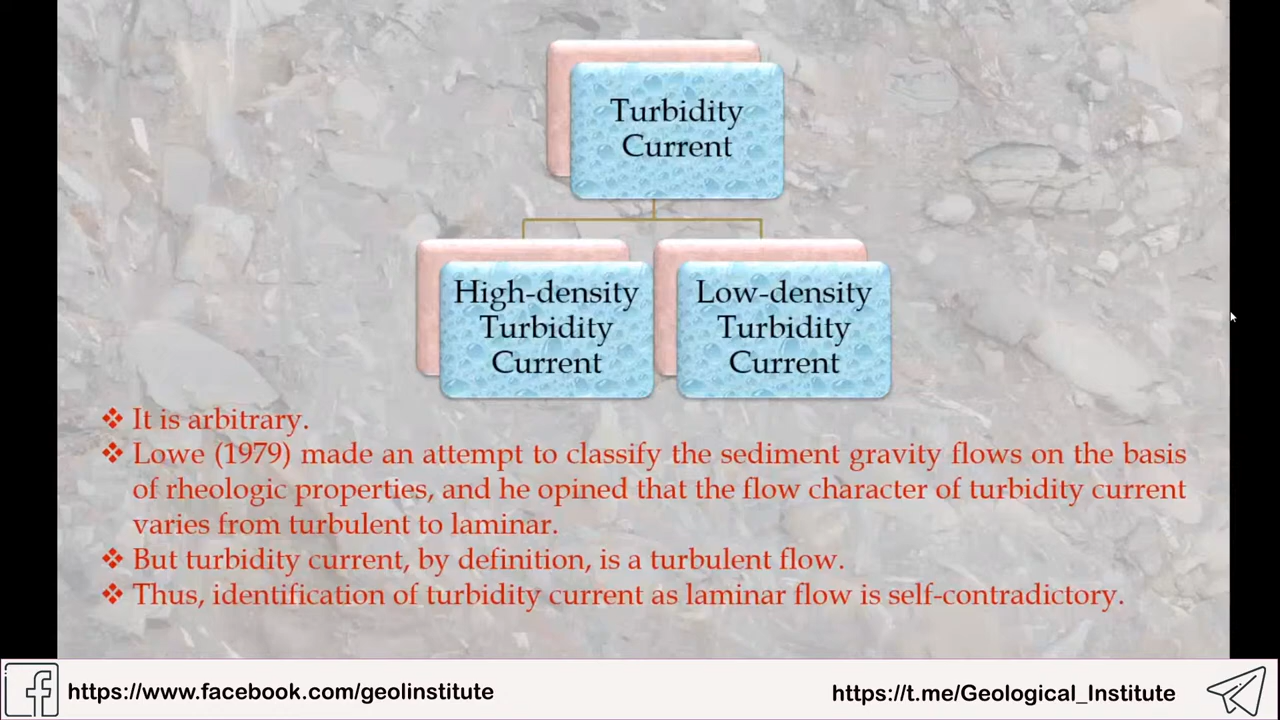 Turbidity
Current
High-density
Turbidity
Current
Low-density
Turbidity
Current
❖ It is arbitrary.
❖ Lowe (1979) made an attempt to classify the sediment gravity flows on the basis
of rheologic properties, and he opined that the flow character of turbidity current
varies from turbulent to laminar.
❖ But turbidity current, by definition, is a turbulent flow.
❖ Thus, identification of turbidity current as laminar flow is self-contradictory.
https://www.facebook.com/geolinstitute
https://t.me/Geological_Institute